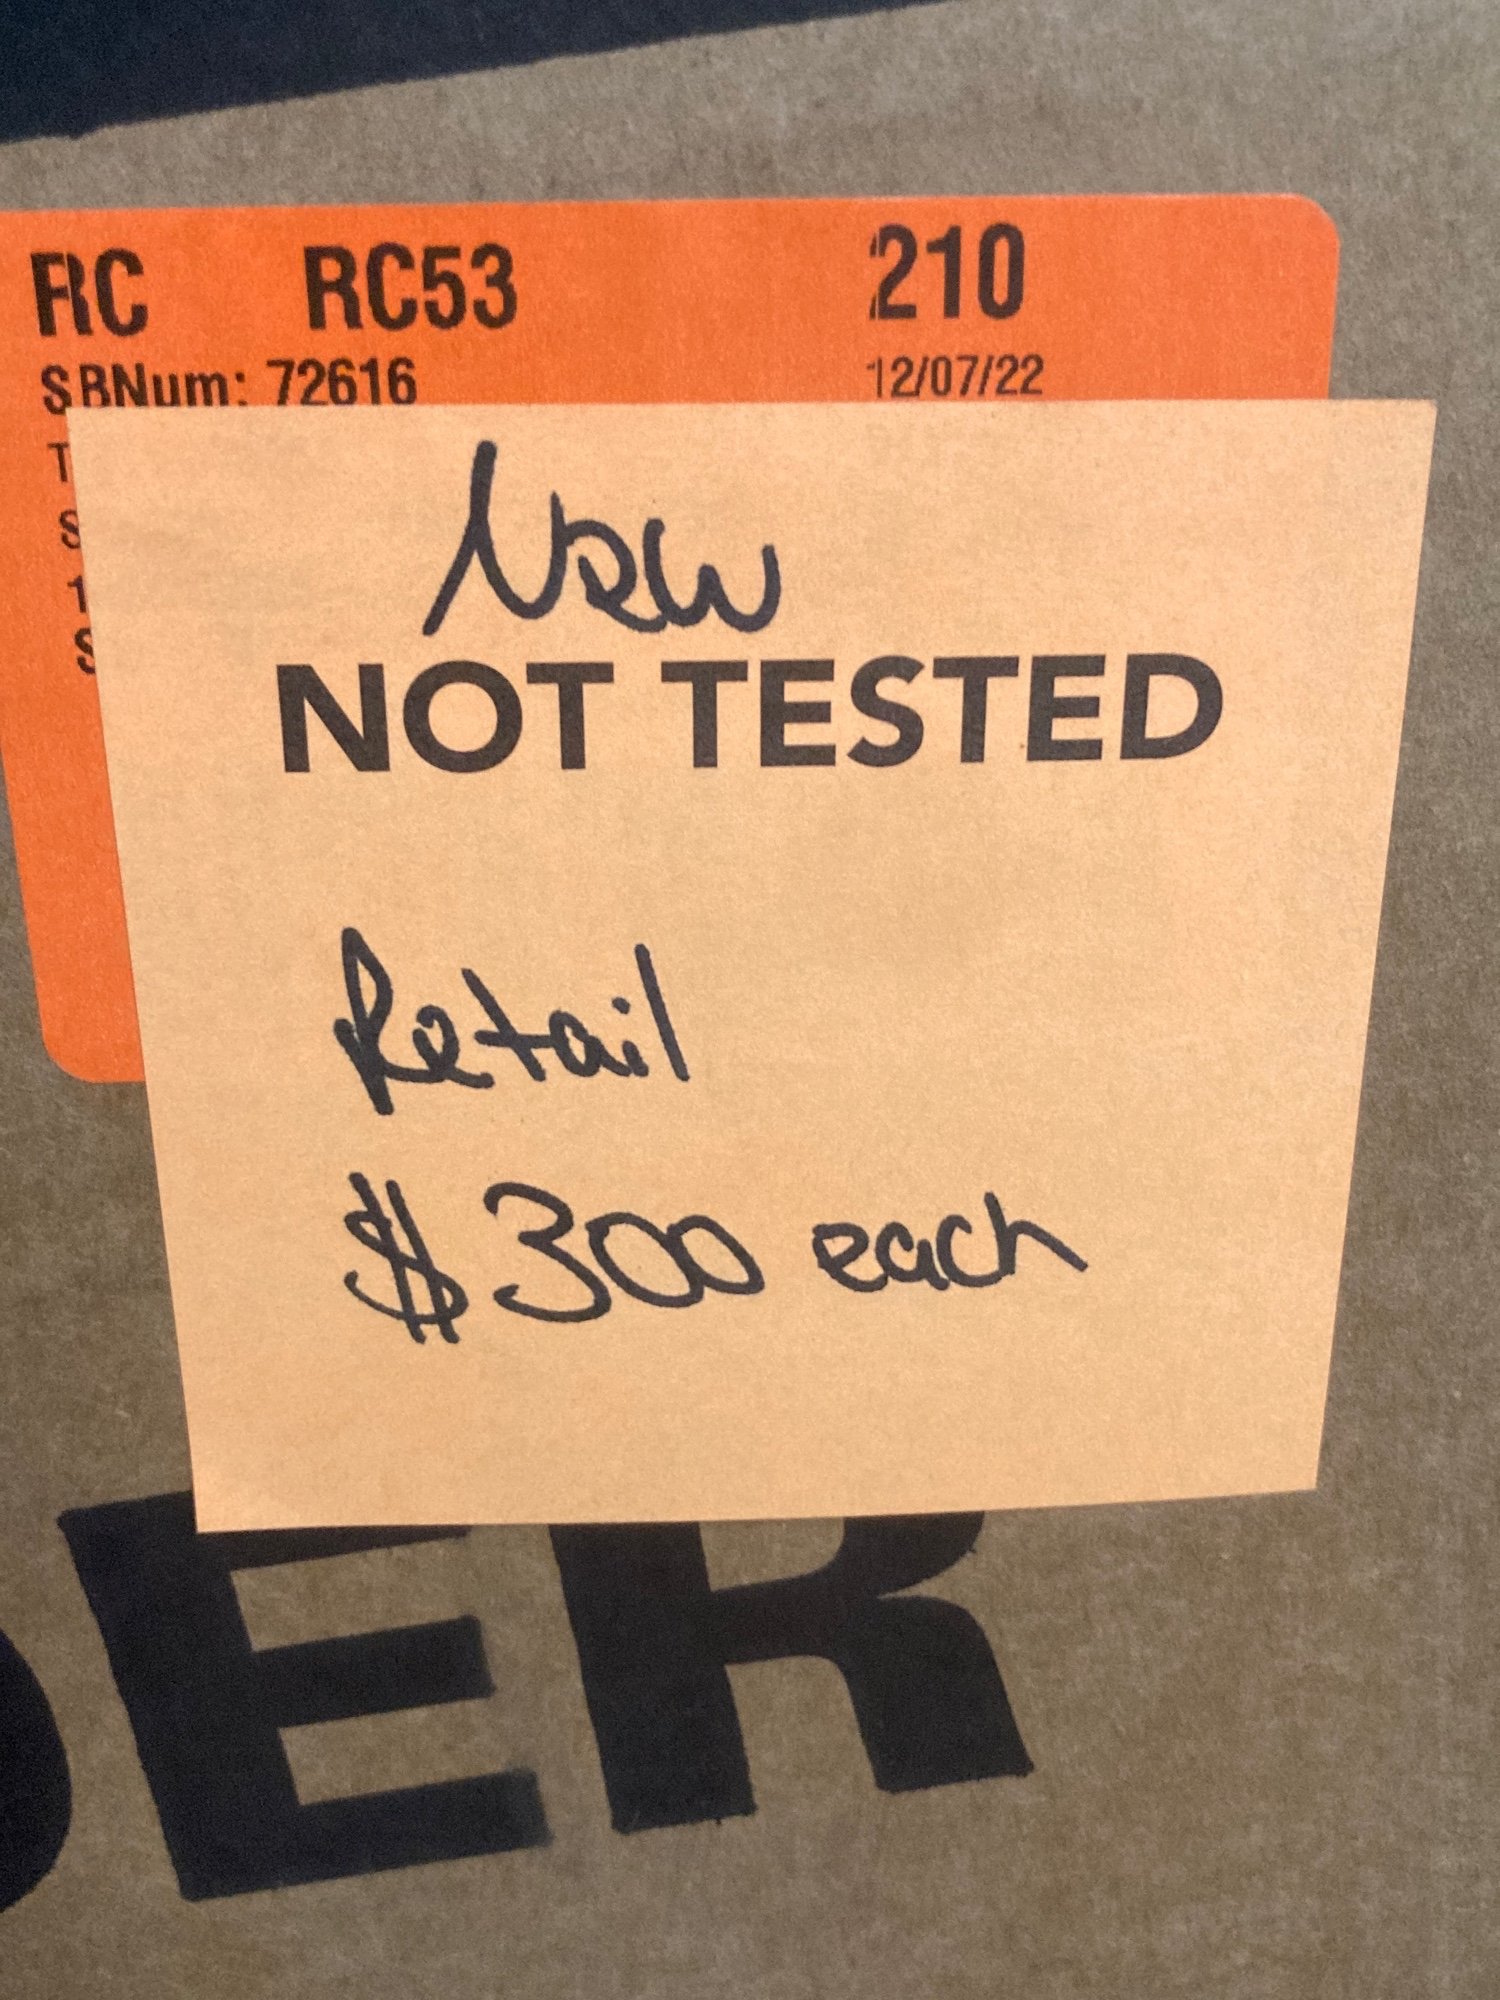 RC RC53 210
SBNum: 72616 12/07/22
New
NOT TESTED
Retail
$300 each
ER